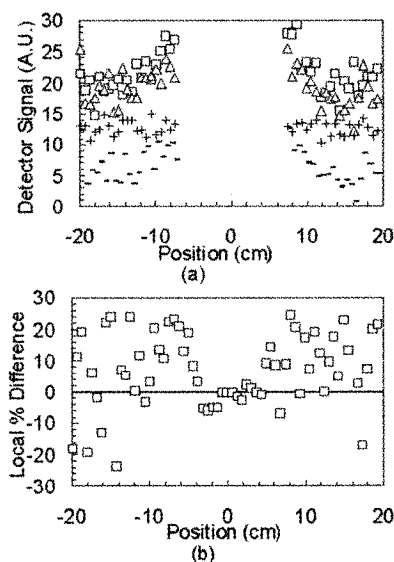 30
25
20
15
10
5
0
Detector Signal (A.U.)
-20 -10 0 10 20
Position (cm)
(a)
30
20
10
0
-10
-20
-30
Local % Difference
-20 -10 0 10 20
Position (cm)
(b)